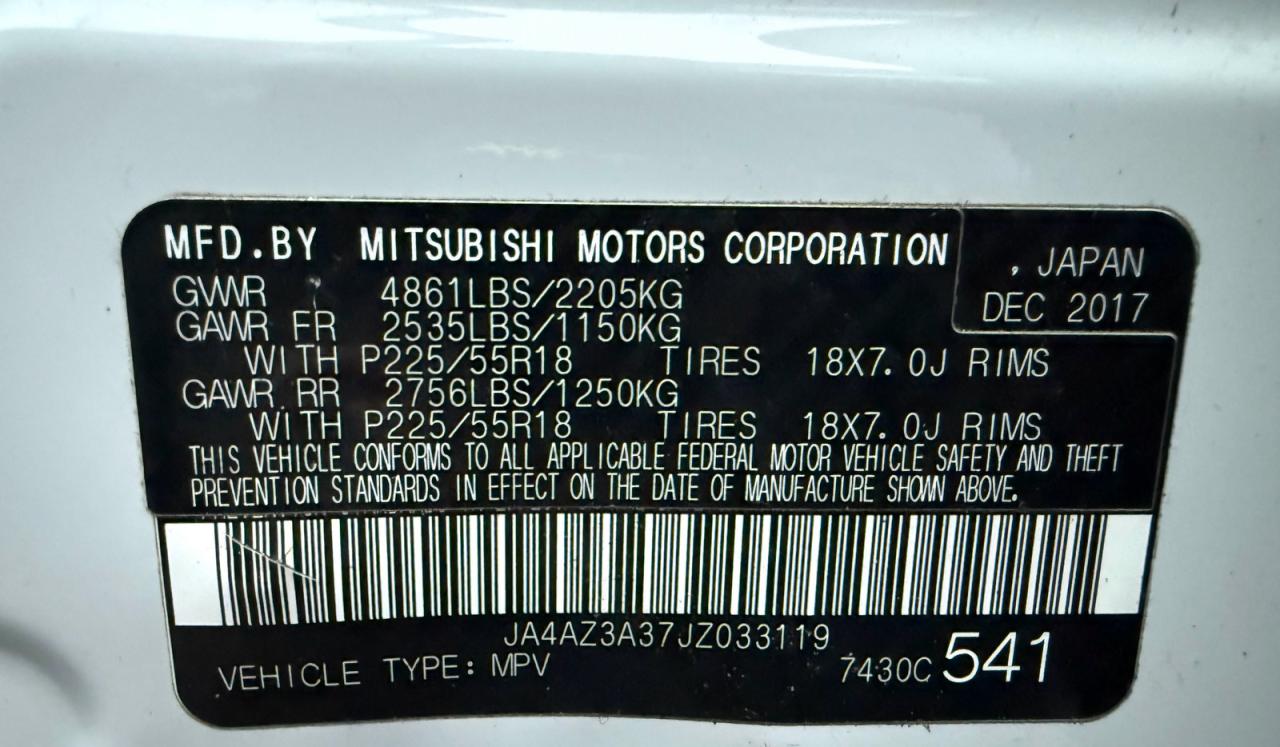 MFD.BY MITSUBISHI MOTORS CORPORATION
, JAPAN
DEC 2017
GVWR 4861LBS/2205KG
GAWR FR 2535LBS/1150KG
WITH P225/55R18 TIRES 18X7.0J RIMS
GAWR RR 2756LBS/1250KG
WITH P225/55R18 TIRES 18X7.0J RIMS
THIS VEHICLE CONFORMS TO ALL APPLICABLE FEDERAL MOTOR VEHICLE SAFETY AND THEFT
PREVENTION STANDARDS IN EFFECT ON THE DATE OF MANUFACTURE SHOWN ABOVE.
JA4AZ3A37JZ033119
VEHICLE TYPE: MPV 7430C 541